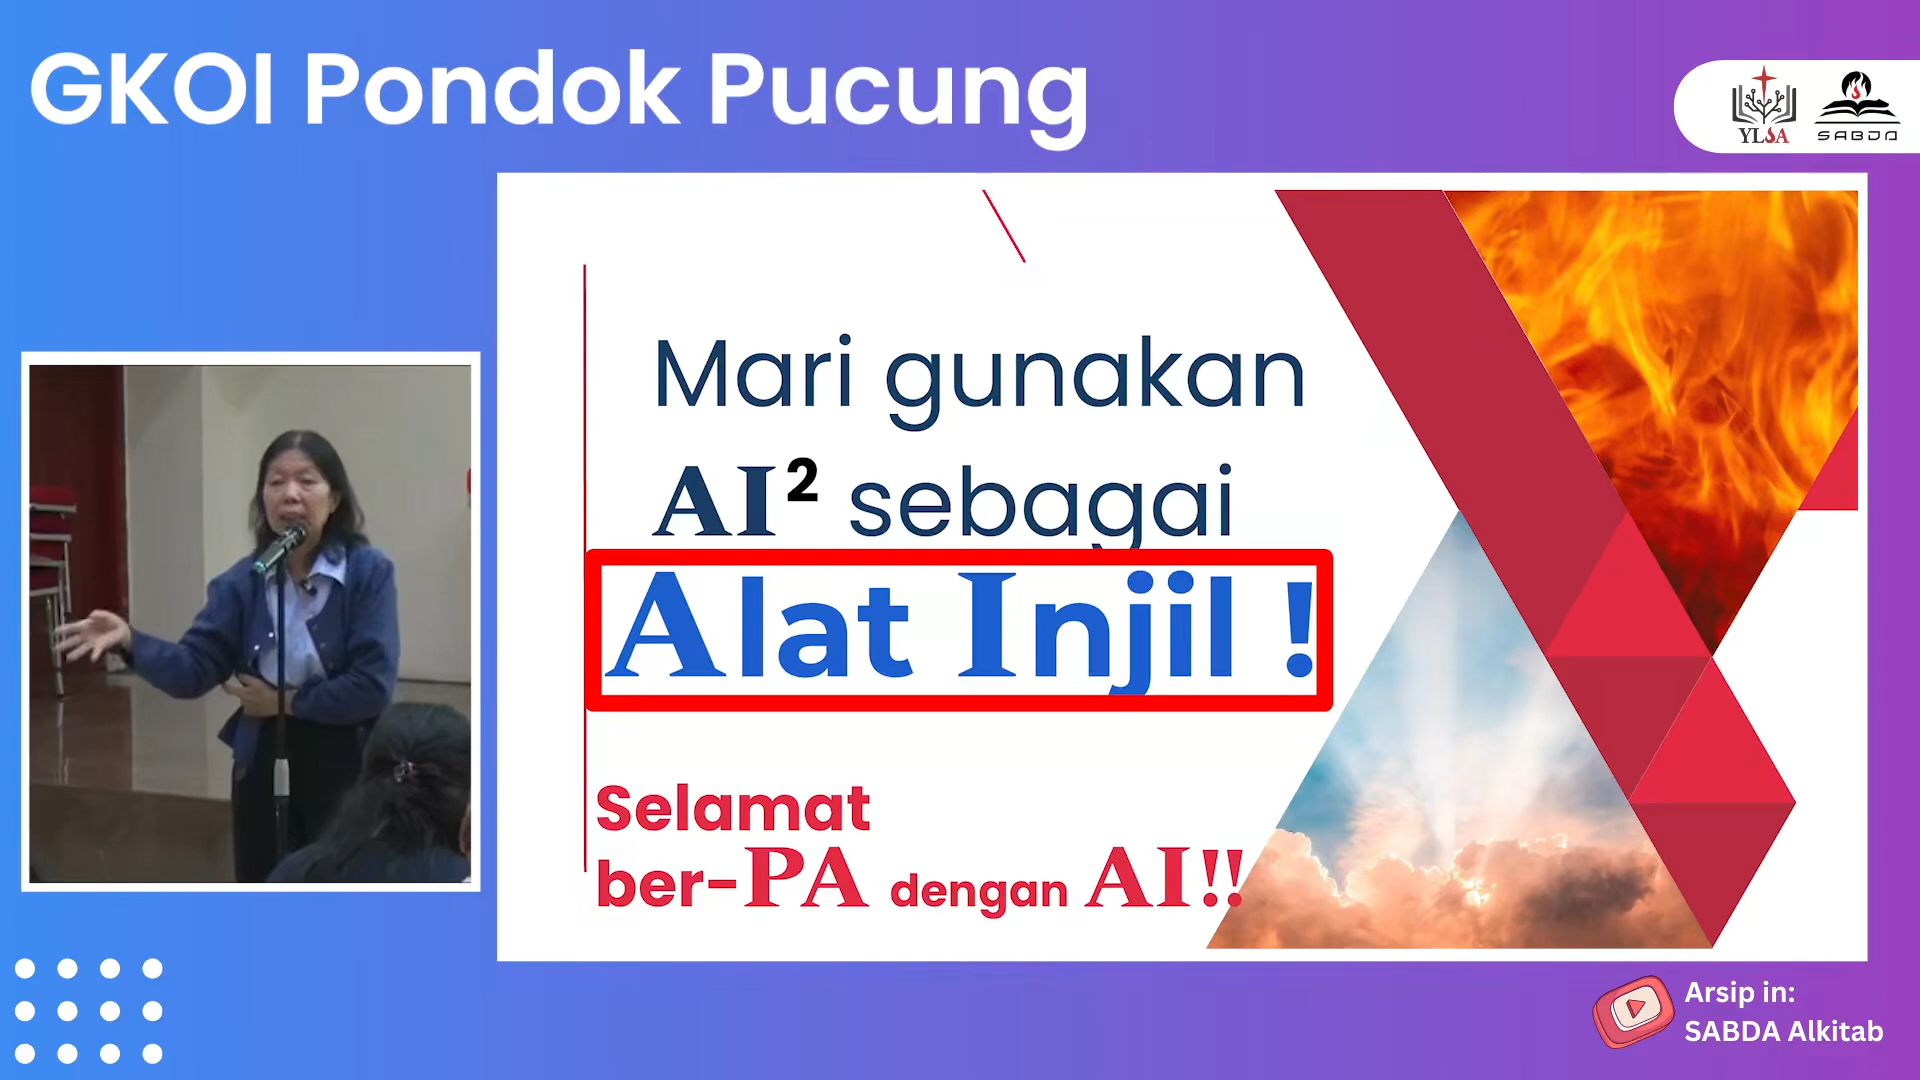 GKOI Pondok Pucung
YLSA
SABDA
Mari gunakan
AI² sebagai
Alat Injil !
Selamat
ber-PA dengan AI!!
Arsip in:
SABDA Alkitab